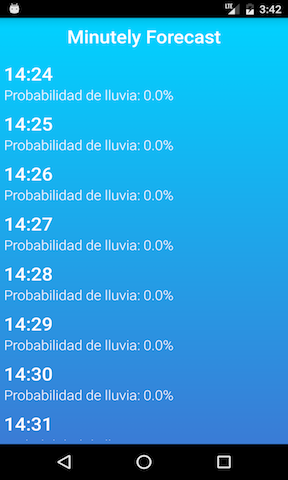 LTE 3:42
Minutely Forecast
14:24
Probabilidad de lluvia: 0.0%
14:25
Probabilidad de lluvia: 0.0%
14:26
Probabilidad de lluvia: 0.0%
14:27
Probabilidad de lluvia: 0.0%
14:28
Probabilidad de lluvia: 0.0%
14:29
Probabilidad de lluvia: 0.0%
14:30
Probabilidad de lluvia: 0.0%
14:31